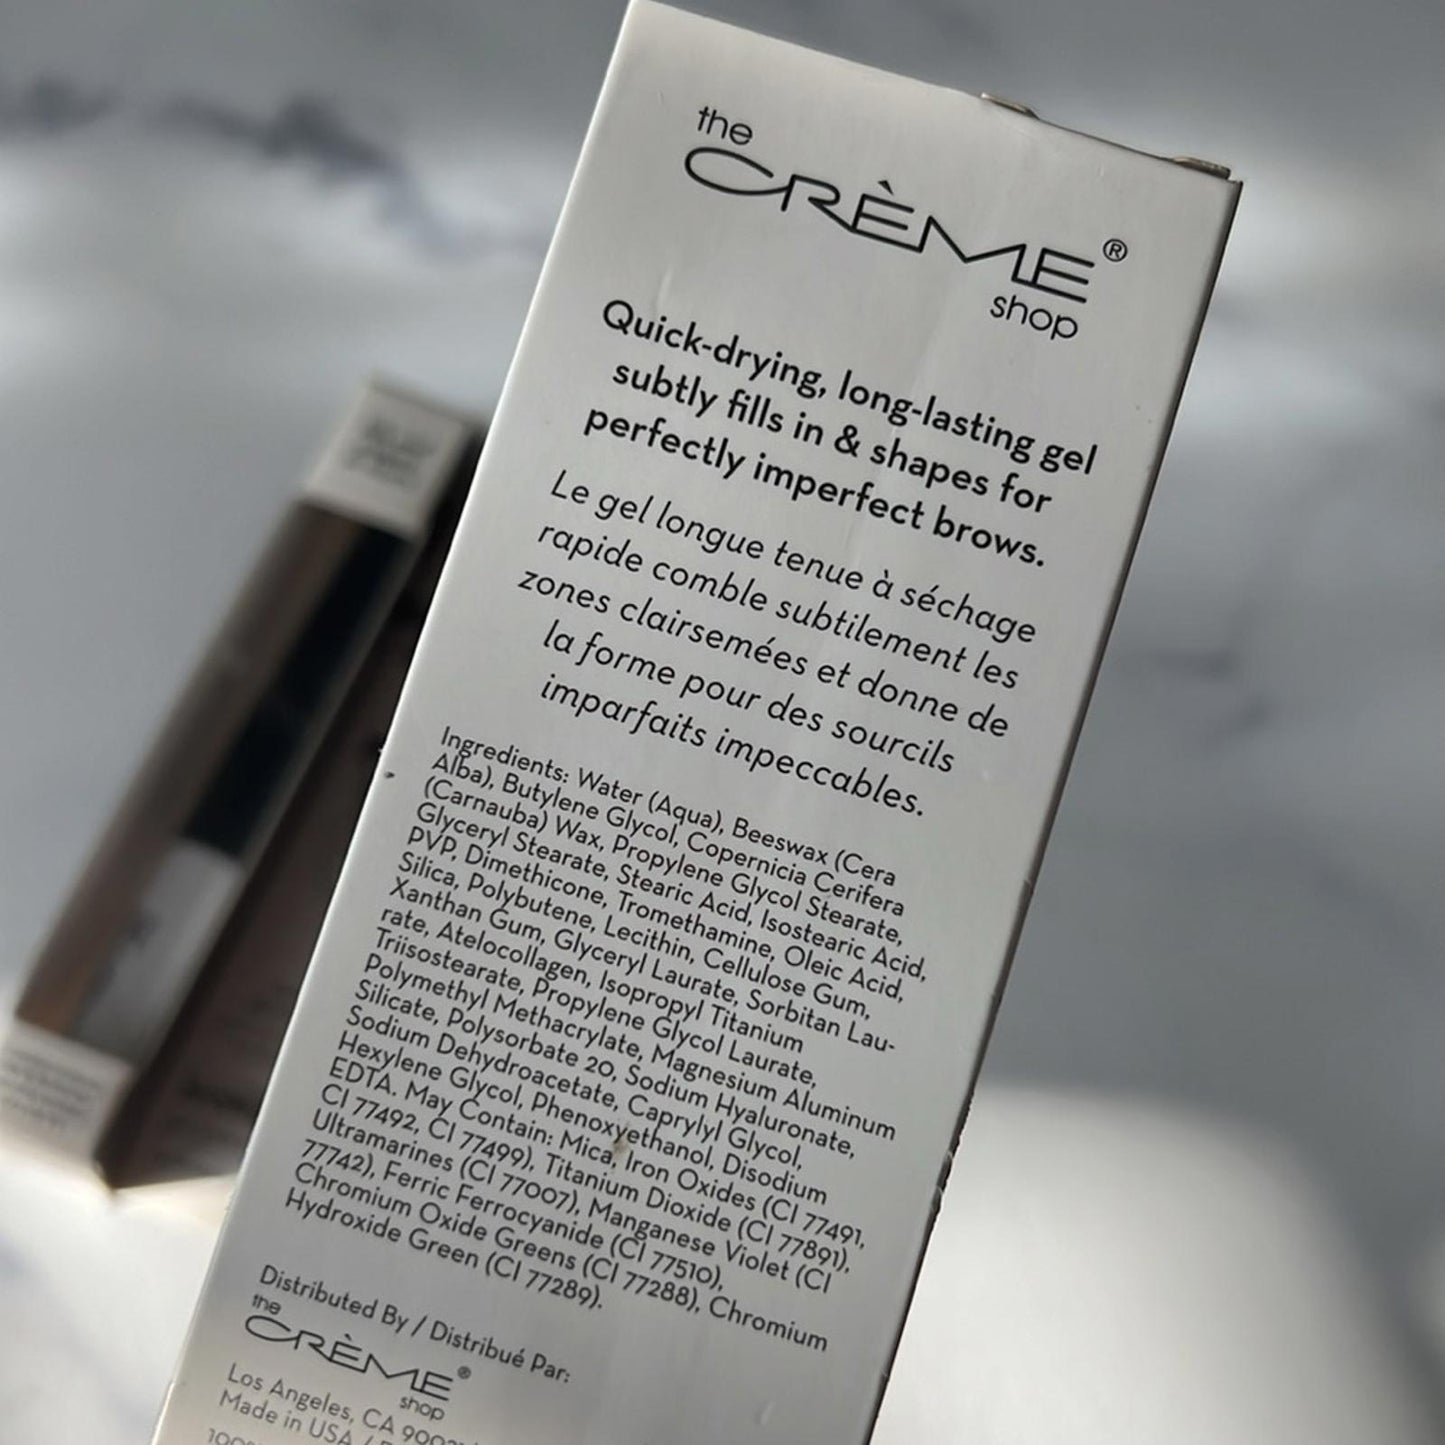 the
CRÈME®
shop
Quick-drying, long-lasting gel
subtly fills in & shapes for
perfectly imperfect brows.
Le gel longue tenue à séchage
rapide comble subtilement les
zones clairsemées et donne de
la forme pour des sourcils
imparfaits impeccables.
Ingredients: Water (Aqua), Beeswax (Cera
Alba), Butylene Glycol, Copernicia Cerifera
(Carnauba) Wax, Propylene Glycol Stearate,
Glyceryl Stearate, Stearic Acid, Isostearic Acid,
PVP, Dimethicone, Tromethamine, Oleic Acid,
Silica, Polybutene, Lecithin, Cellulose Gum,
Xanthan Gum, Glyceryl Laurate, Sorbitan Lau-
rate, Atelocollagen, Isopropyl Titanium
Triisostearate, Propylene Glycol Laurate,
Polymethyl Methacrylate, Magnesium Aluminum
Silicate, Polysorbate 20, Sodium Hyaluronate,
Sodium Dehydroacetate, Caprylyl Glycol,
Hexylene Glycol, Phenoxyethanol, Disodium
EDTA. May Contain: Mica, Iron Oxides (CI 77491,
CI 77492, CI 77499), Titanium Dioxide (CI 77891),
Ultramarines (CI 77007), Manganese Violet (CI
77742), Ferric Ferrocyanide (CI 77510),
Chromium Oxide Greens (CI 77288), Chromium
Hydroxide Green (CI 77289).
Distributed By / Distribué Par:
the
CRÈME®
shop
Los Angeles, CA
Made in USA /